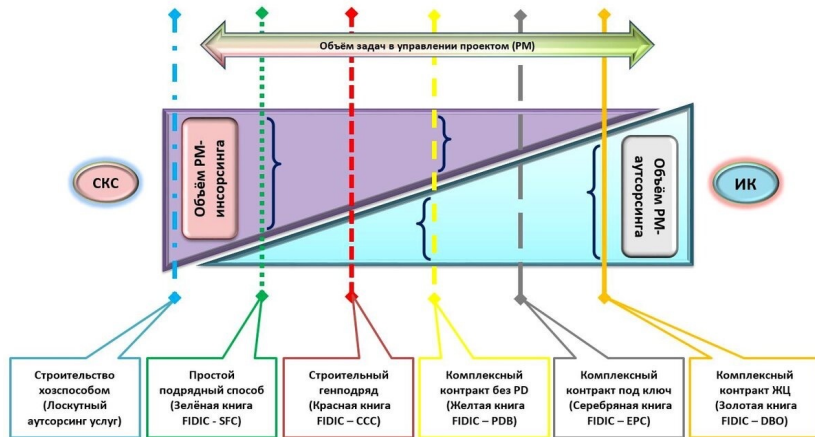 Объём задач в управлении проектом (PM)
СКС
Объём PM-
инсорсинга
Объём PM-
аутсорсинга
ИК
Строительство
хозспособом
(Лоскутный
аутсорсинг услуг)
Простой
подрядный способ
(Зелёная книга
FIDIC - SFC)
Строительный
генподряд
(Красная книга
FIDIC – CCC)
Комплексный
контракт без PD
(Желтая книга
FIDIC – PDB)
Комплексный
контракт под ключ
(Серебряная книга
FIDIC – EPC)
Комплексный
контракт ЖЦ
(Золотая книга
FIDIC – DBO)